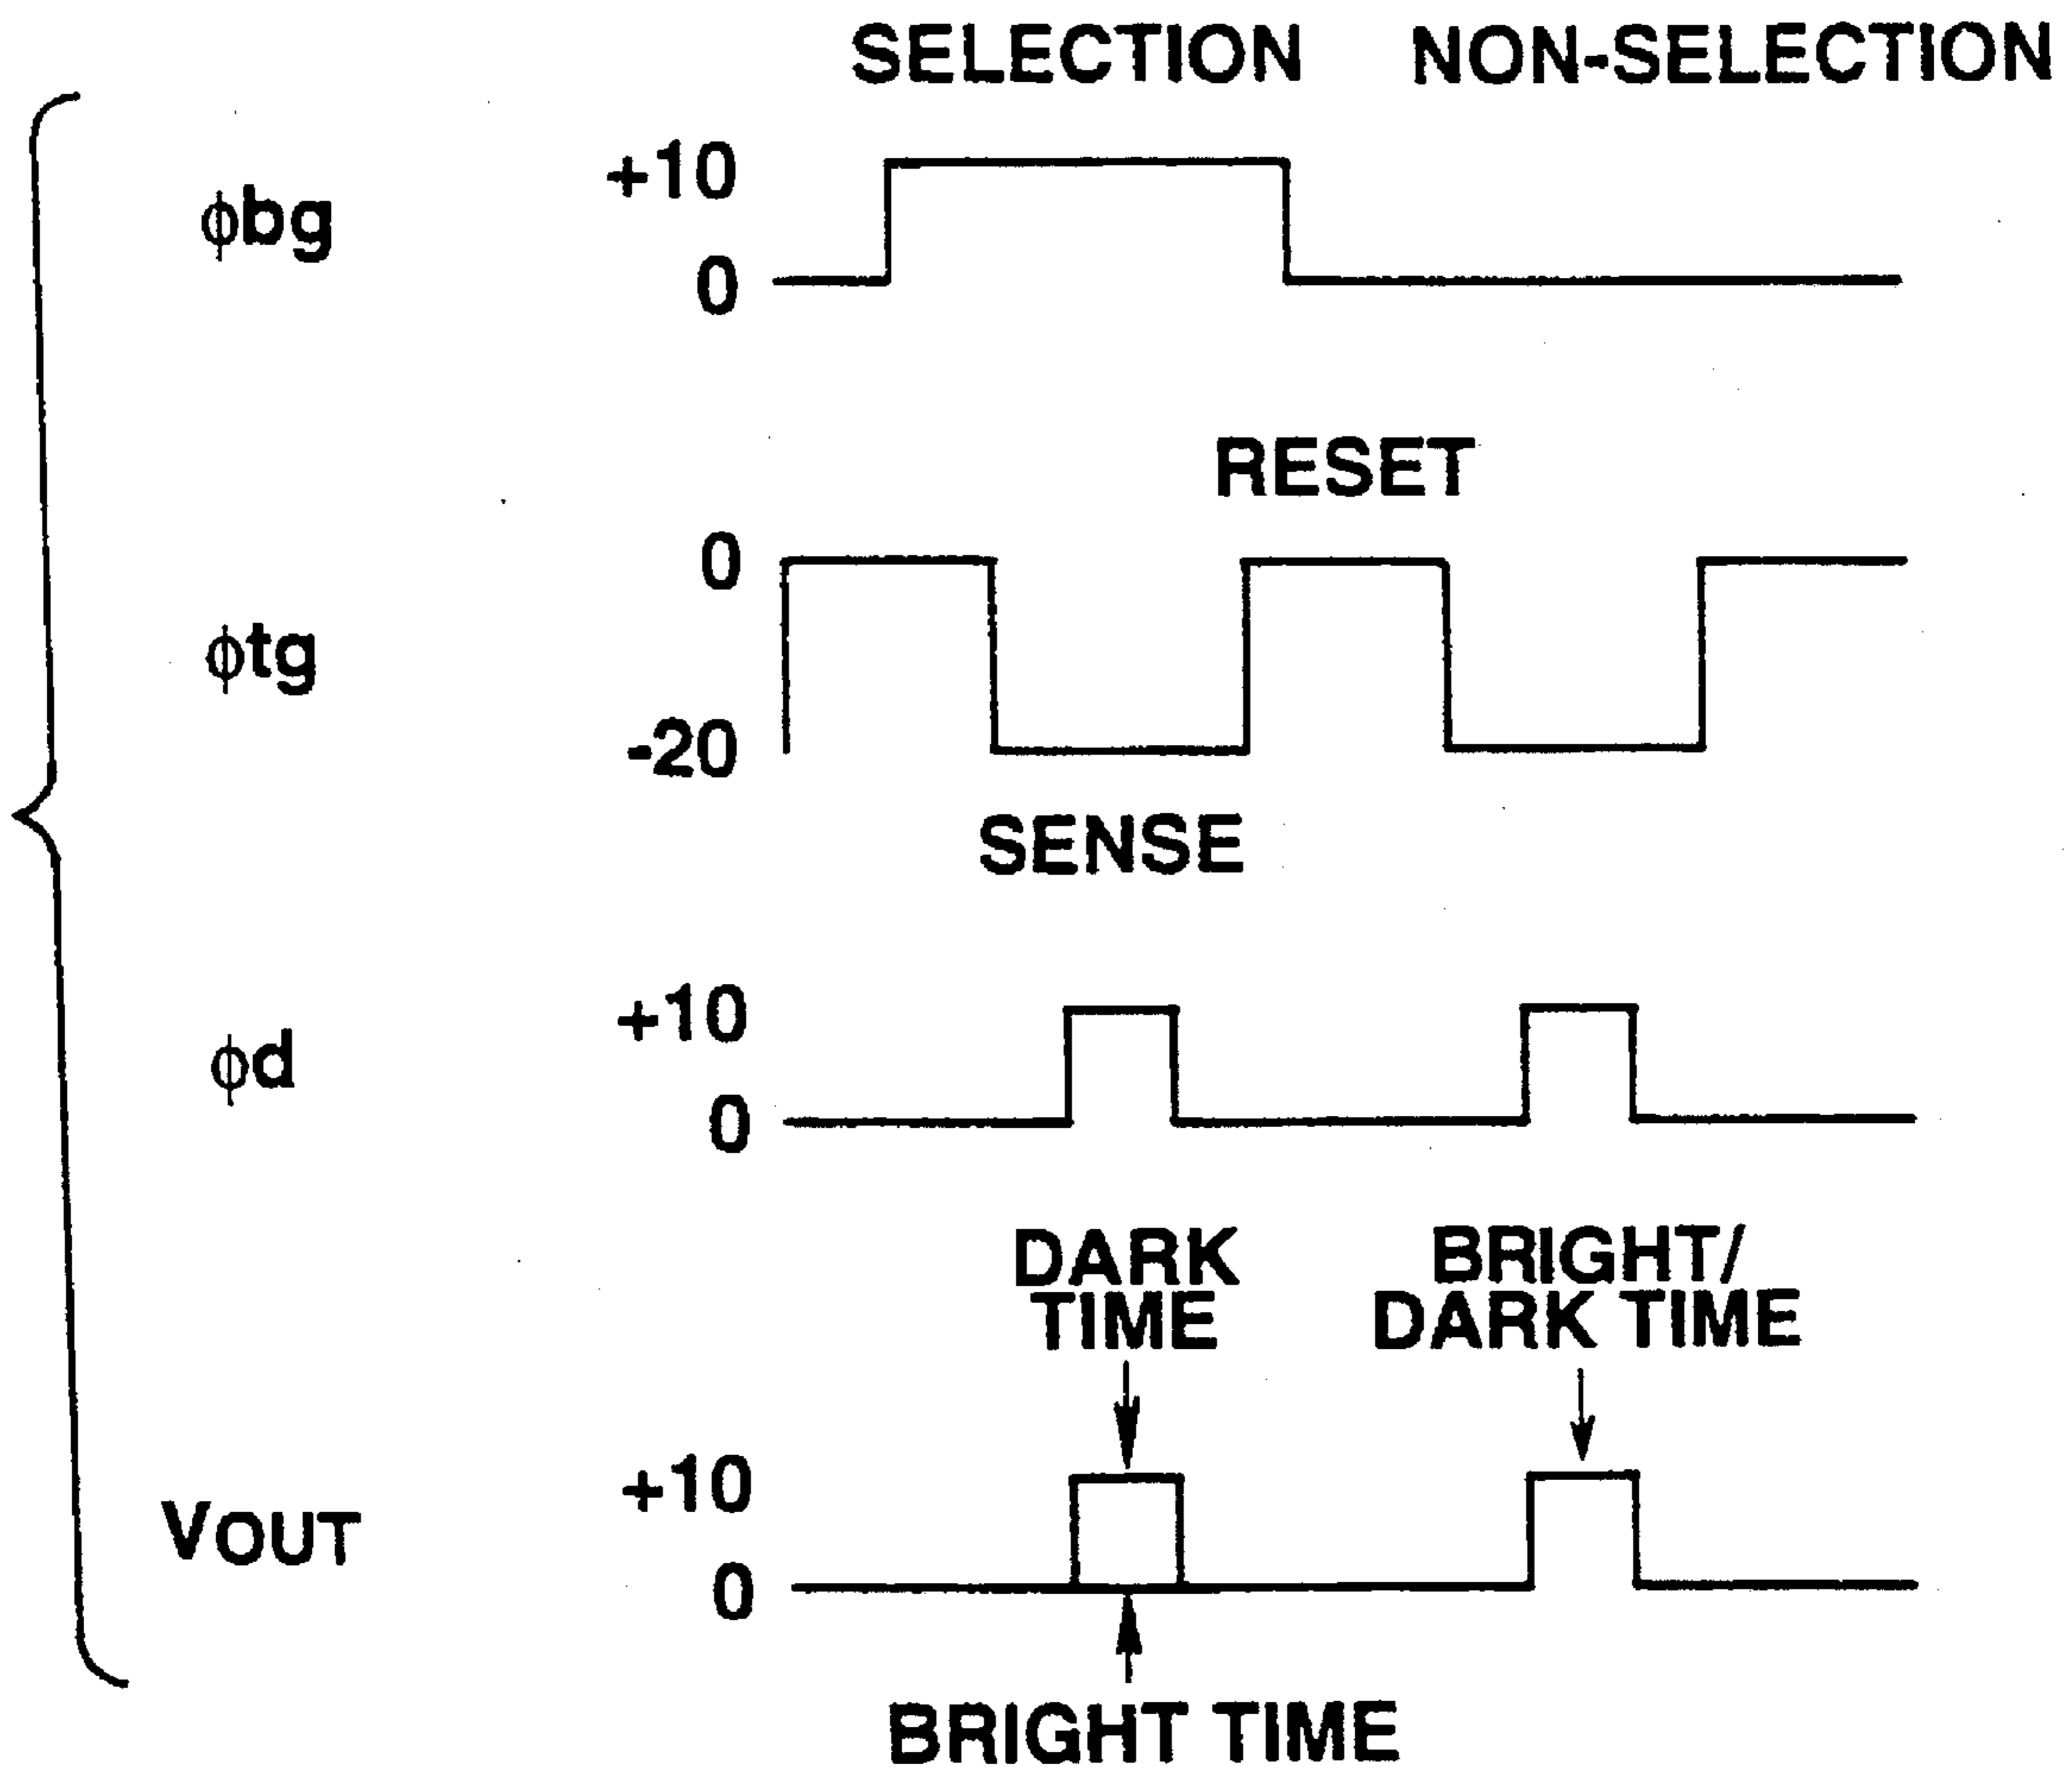 SELECTION NON-SELECTION
+10
ϕbg
0
RESET
0
ϕtg
-20
SENSE
+10
ϕd
0
DARK TIME
BRIGHT/ DARK TIME
+10
VOUT
0
BRIGHT TIME